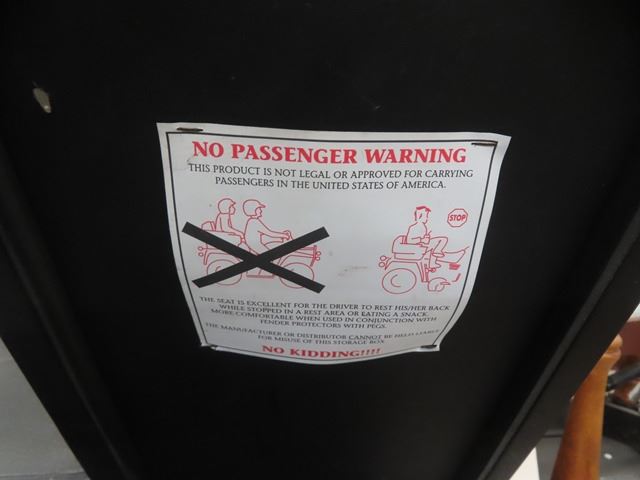 NO PASSENGER WARNING
THIS PRODUCT IS NOT LEGAL OR APPROVED FOR CARRYING
PASSENGERS IN THE UNITED STATES OF AMERICA.
STOP
THE SEAT IS EXCELLENT FOR THE DRIVER TO REST HIS/HER BACK
WHILE STOPPED IN A REST AREA OR EATING A SNACK.
MORE COMFORTABLE WHEN USED IN CONJUNCTION WITH
FENDER PROTECTORS WITH PEGS.
THE MANUFACTURER OR DISTRIBUTOR CANNOT BE HELD LIABLE
FOR MISUSE OF THIS STORAGE BOX
NO KIDDING!!!!